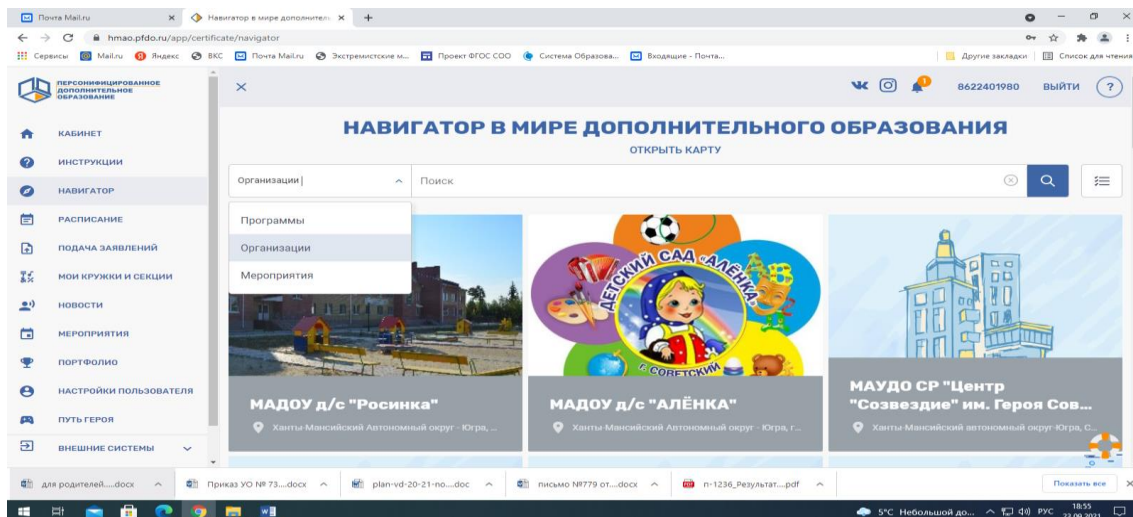 Почта Mail.ru
Навигатор в мире дополнител
hmao.pfdo.ru/app/certificate/navigator
Сервисы
Mail.ru
Яндекс
ВКС
Почта Mail.ru
Экстремистские м...
Проект ФГОС СОО
Система Образова...
Входящие - Почта...
Другие закладки
Список для чтения
ПЕРСОНИФИЦИРОВАННОЕ
ДОПОЛНИТЕЛЬНОЕ
ОБРАЗОВАНИЕ
1
8622401980
ВЫЙТИ
?
КАБИНЕТ
ИНСТРУКЦИИ
НАВИГАТОР
РАСПИСАНИЕ
ПОДАЧА ЗАЯВЛЕНИЙ
МОИ КРУЖКИ И СЕКЦИИ
НОВОСТИ
МЕРОПРИЯТИЯ
ПОРТФОЛИО
НАСТРОЙКИ ПОЛЬЗОВАТЕЛЯ
ПУТЬ ГЕРОЯ
ВНЕШНИЕ СИСТЕМЫ
НАВИГАТОР В МИРЕ ДОПОЛНИТЕЛЬНОГО ОБРАЗОВАНИЯ
ОТКРЫТЬ КАРТУ
Организации
Поиск
Программы
Организации
Мероприятия
ДЕТСКИЙ САД «АЛЁНКА»
Г. СОВЕТСКИЙ
МАДОУ д/с "Росинка"
Ханты-Мансийский Автономный округ - Югра, ...
МАДОУ д/с "АЛЁНКА"
Ханты-Мансийский Автономный округ - Югра, г...
МАУДО СР "Центр
"Созвездие" им. Героя Сов...
Ханты-Мансийский автономный округ-Югра, С...
для родителей.....docx
Приказ УО № 73....docx
plan-vd-20-21-no....doc
письмо №779 от....docx
п-1236_Результат....pdf
Показать все
5°C Небольшой до...
РУС
18:55
23.09.2021